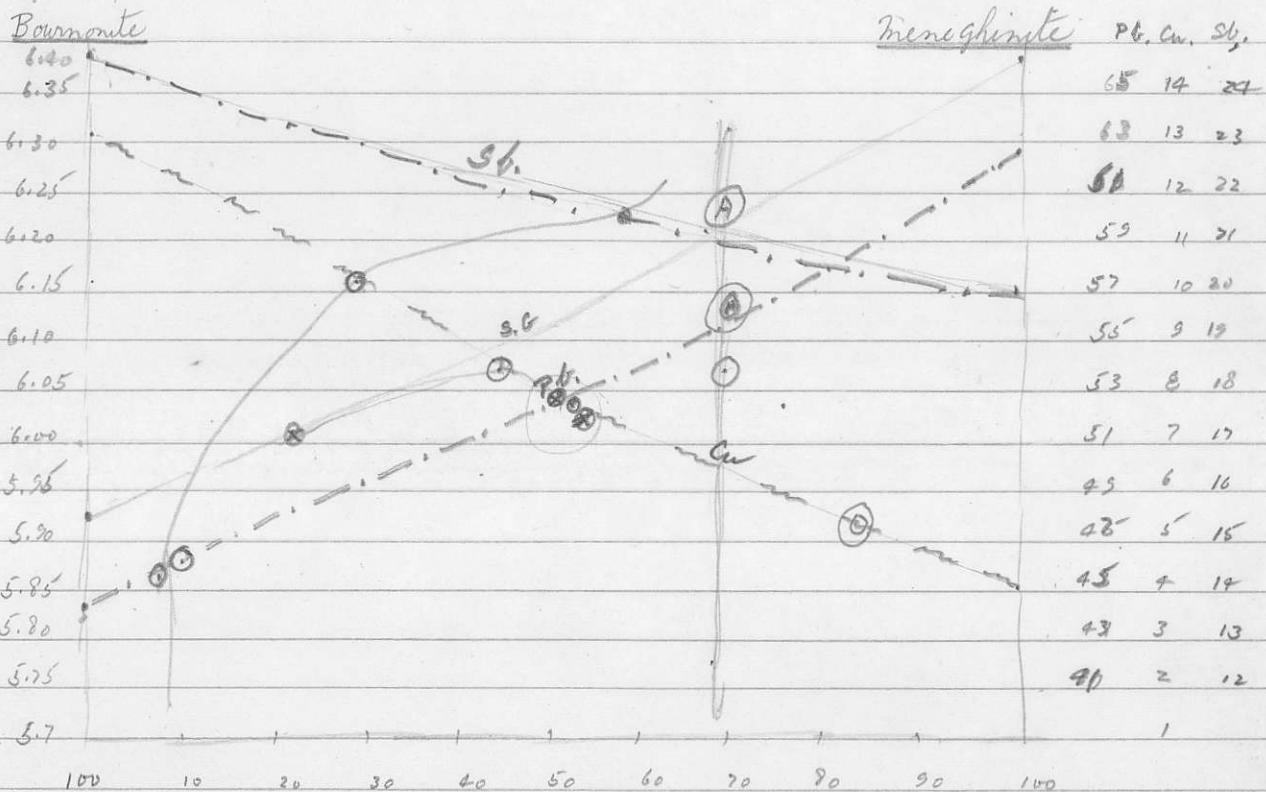 Bournonite Meneghinite Pb. Cu. Sb.
6.40
6.35 65 14 24
6.30 63 13 23
Sb.
6.25 12 22
A
6.20 59 11 21
6.15 57 10 20
6.10 S.G 55 9 19
6.05 Pb. 53 8 18
6.00 51 7 17
Cu
5.95 49 6 16
5.90 5 15
5.85 45 4 14
5.80 43 3 13
5.75 2 12
5.7 1
100 10 20 30 40 50 60 70 80 90 100